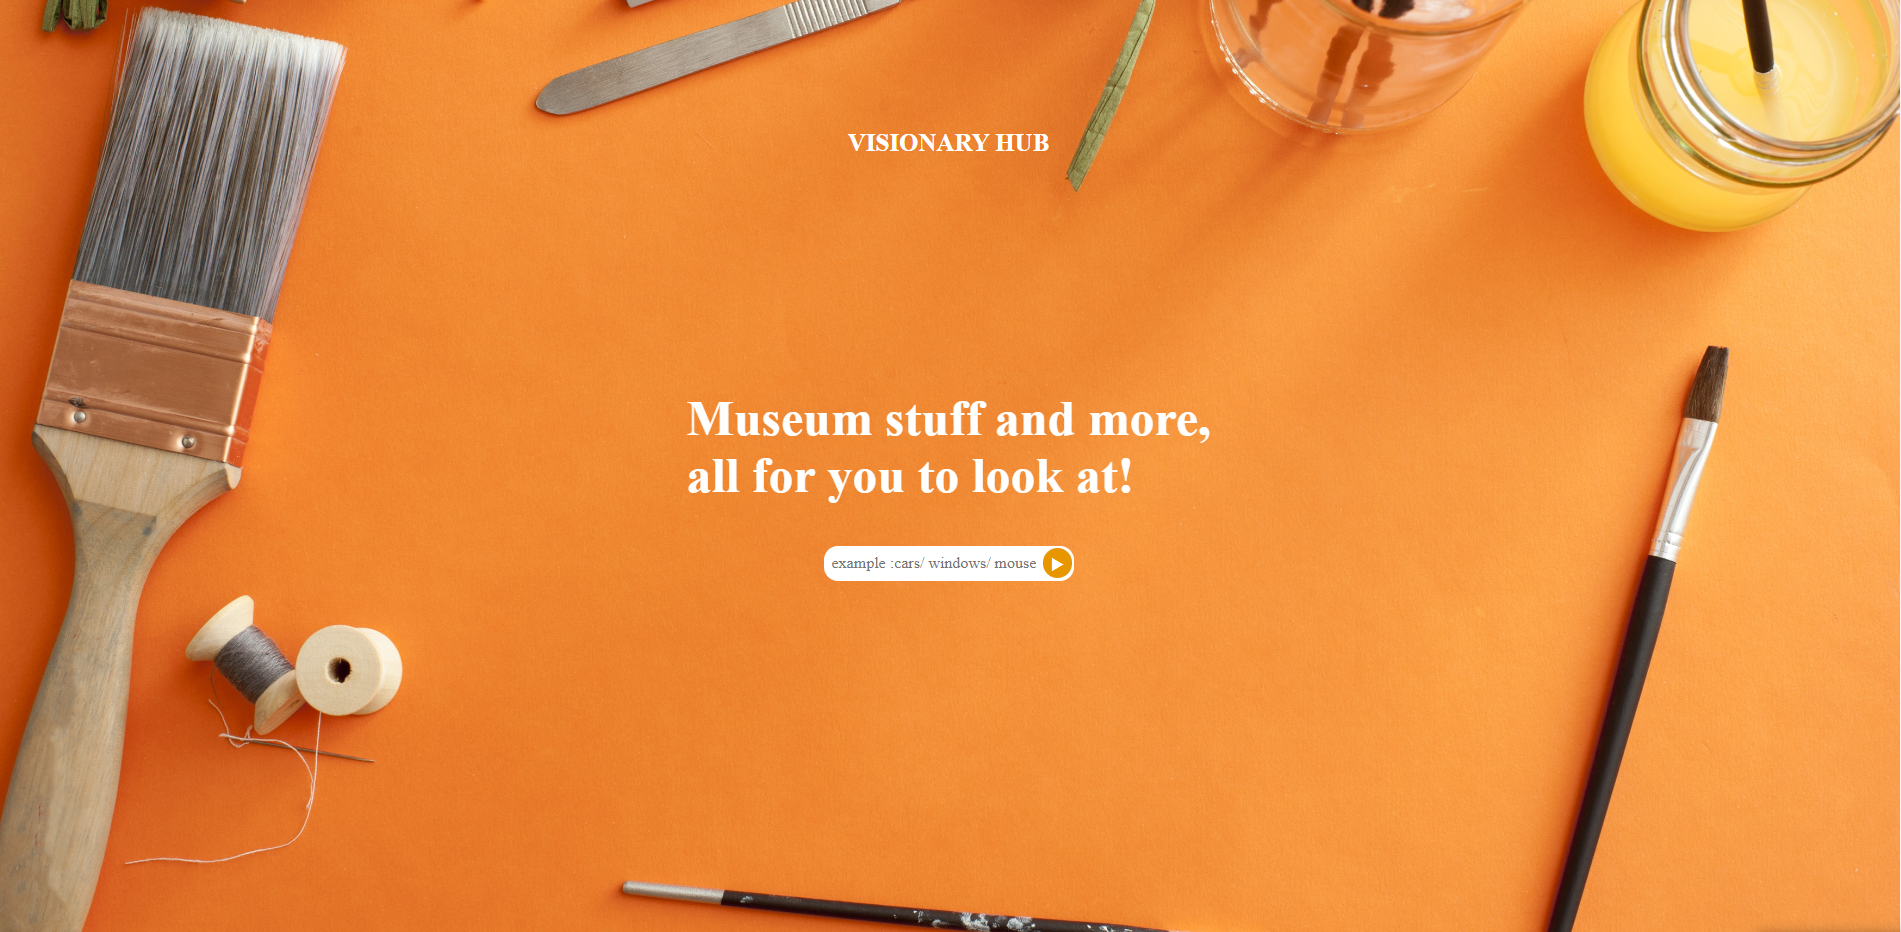 VISIONARY HUB
Museum stuff and more,
all for you to look at!
example :cars/ windows/ mouse